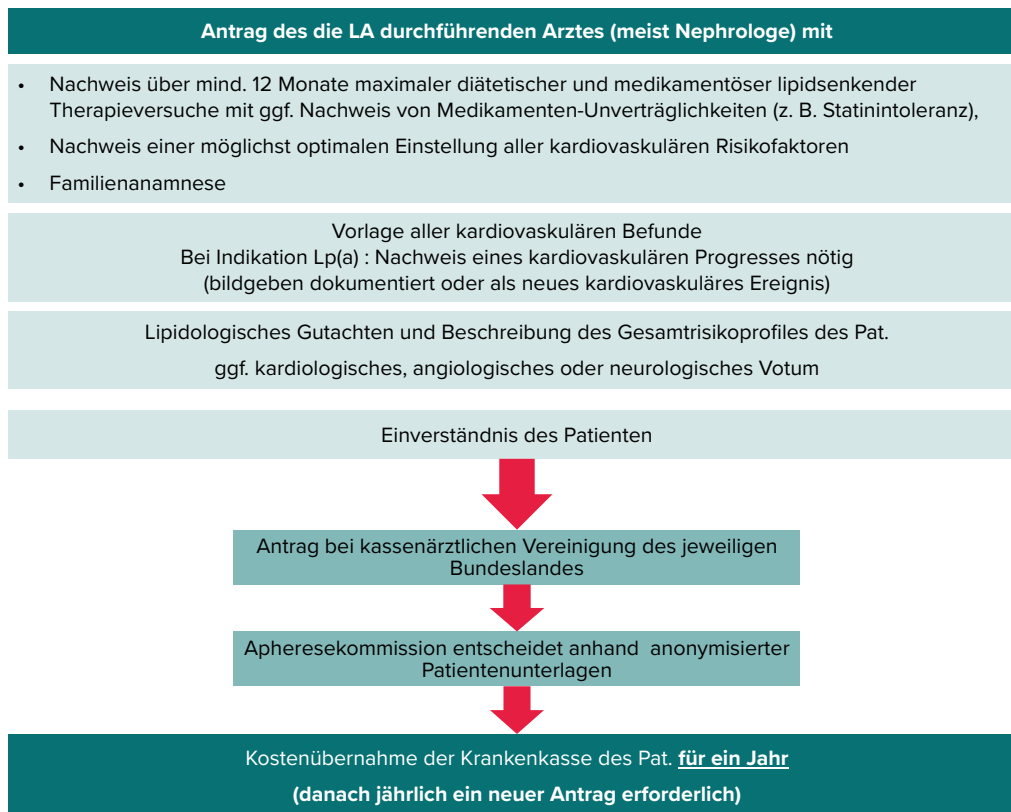 Antrag des die LA durchführenden Arztes (meist Nephrologe) mit
• Nachweis über mind. 12 Monate maximaler diätetischer und medikamentöser lipidsenkender
Therapieversuche mit ggf. Nachweis von Medikamenten-Unverträglichkeiten (z. B. Statinintoleranz),
• Nachweis einer möglichst optimalen Einstellung aller kardiovaskulären Risikofaktoren
• Familienanamnese
Vorlage aller kardiovaskulären Befunde
Bei Indikation Lp(a) : Nachweis eines kardiovaskulären Progresses nötig
(bildgeben dokumentiert oder als neues kardiovaskuläres Ereignis)
Lipidologisches Gutachten und Beschreibung des Gesamtrisikoprofiles des Pat.
ggf. kardiologisches, angiologisches oder neurologisches Votum
Einverständnis des Patienten
Antrag bei kassenärztlichen Vereinigung des jeweiligen
Bundeslandes
Apheresekommission entscheidet anhand anonymisierter
Patientenunterlagen
Kostenübernahme der Krankenkasse des Pat. für ein Jahr
(danach jährlich ein neuer Antrag erforderlich)